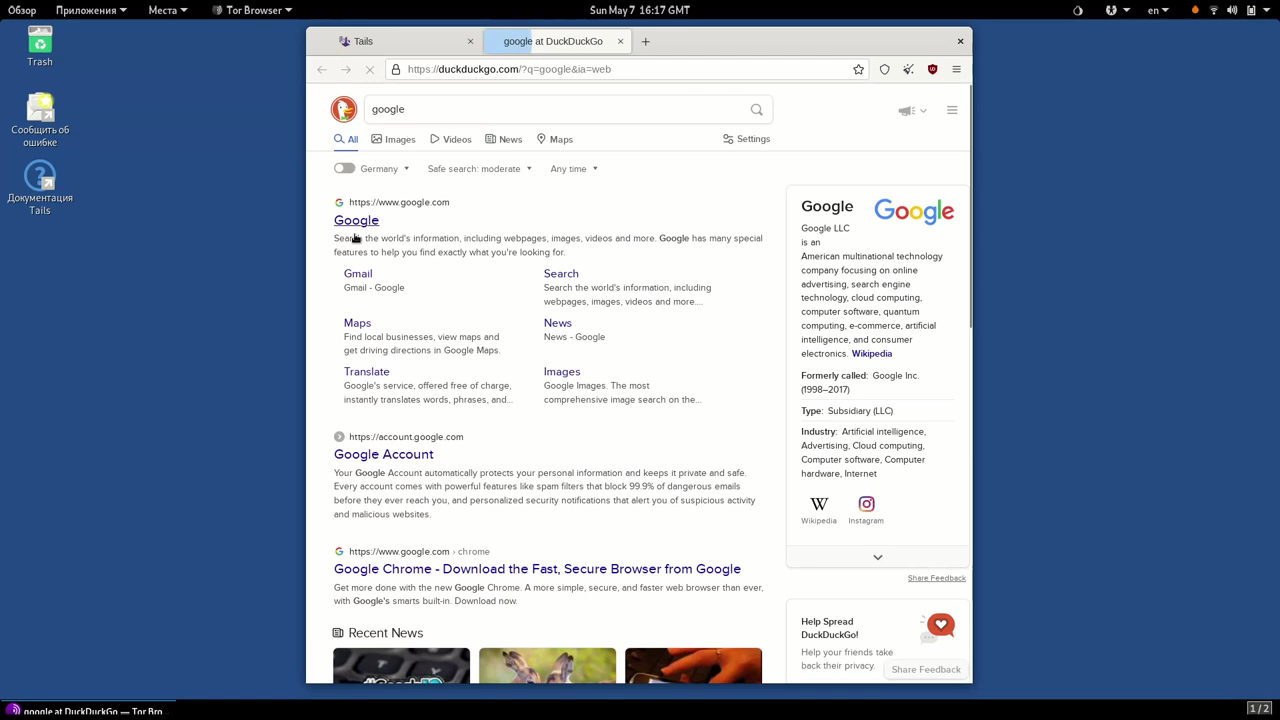 Обзор Приложения Места Tor Browser Sun May 7 16:17 GMT en
Trash
Сообщить об
ошибке
Документация
Tails
Tails google at DuckDuckGo
https://duckduckgo.com/?q=google&ia=web
google
All Images Videos News Maps Settings
Germany Safe search: moderate Any time
https://www.google.com
Google
Search the world's information, including webpages, images, videos and more. Google has many special
features to help you find exactly what you're looking for.
Gmail
Gmail - Google
Search
Search the world's information, including
webpages, images, videos and more....
Maps
Find local businesses, view maps and
get driving directions in Google Maps.
News
News - Google
Translate
Google's service, offered free of charge,
instantly translates words, phrases, and...
Images
Google Images. The most
comprehensive image search on the...
https://account.google.com
Google Account
Your Google Account automatically protects your personal information and keeps it private and safe.
Every account comes with powerful features like spam filters that block 99.9% of dangerous emails
before they ever reach you, and personalized security notifications that alert you of suspicious activity
and malicious websites.
https://www.google.com › chrome
Google Chrome - Download the Fast, Secure Browser from Google
Get more done with the new Google Chrome. A more simple, secure, and faster web browser than ever,
with Google's smarts built-in. Download now.
Recent News
Google
Google
Google LLC
is an
American multinational technology
company focusing on online
advertising, search engine
technology, cloud computing,
computer software, quantum
computing, e-commerce, artificial
intelligence, and consumer
electronics. Wikipedia
Formerly called: Google Inc.
(1998–2017)
Type: Subsidiary (LLC)
Industry: Artificial intelligence,
Advertising, Cloud computing,
Computer software, Computer
hardware, Internet
W
Wikipedia Instagram
Share Feedback
Help Spread
DuckDuckGo!
Help your friends take
back their privacy.
Share Feedback
google at DuckDuckGo — Tor Bro... 1 / 2